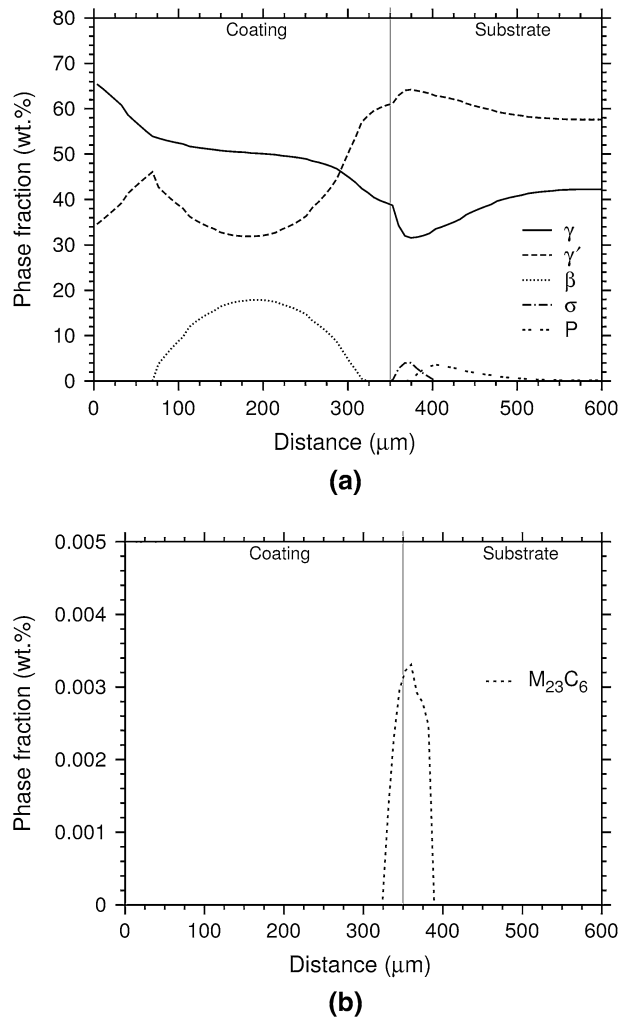 80
70
60
50
40
30
20
10
0
Phase fraction (wt.%)
Coating
Substrate
γ
γ′
β
σ
P
0 100 200 300 400 500 600
Distance (μm)
(a)
0.005
0.004
0.003
0.002
0.001
0
Phase fraction (wt.%)
Coating
Substrate
M₂₃C₆
0 100 200 300 400 500 600
Distance (μm)
(b)